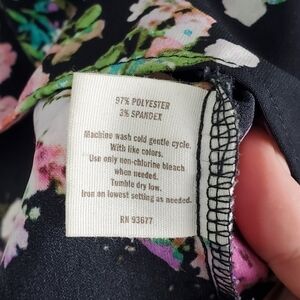 97% POLYESTER
3% SPANDEX
Machine wash cold gentle cycle.
With like colors.
Use only non-chlorine bleach
when needed.
Tumble dry low.
Iron on lowest setting as needed.
RN 93677